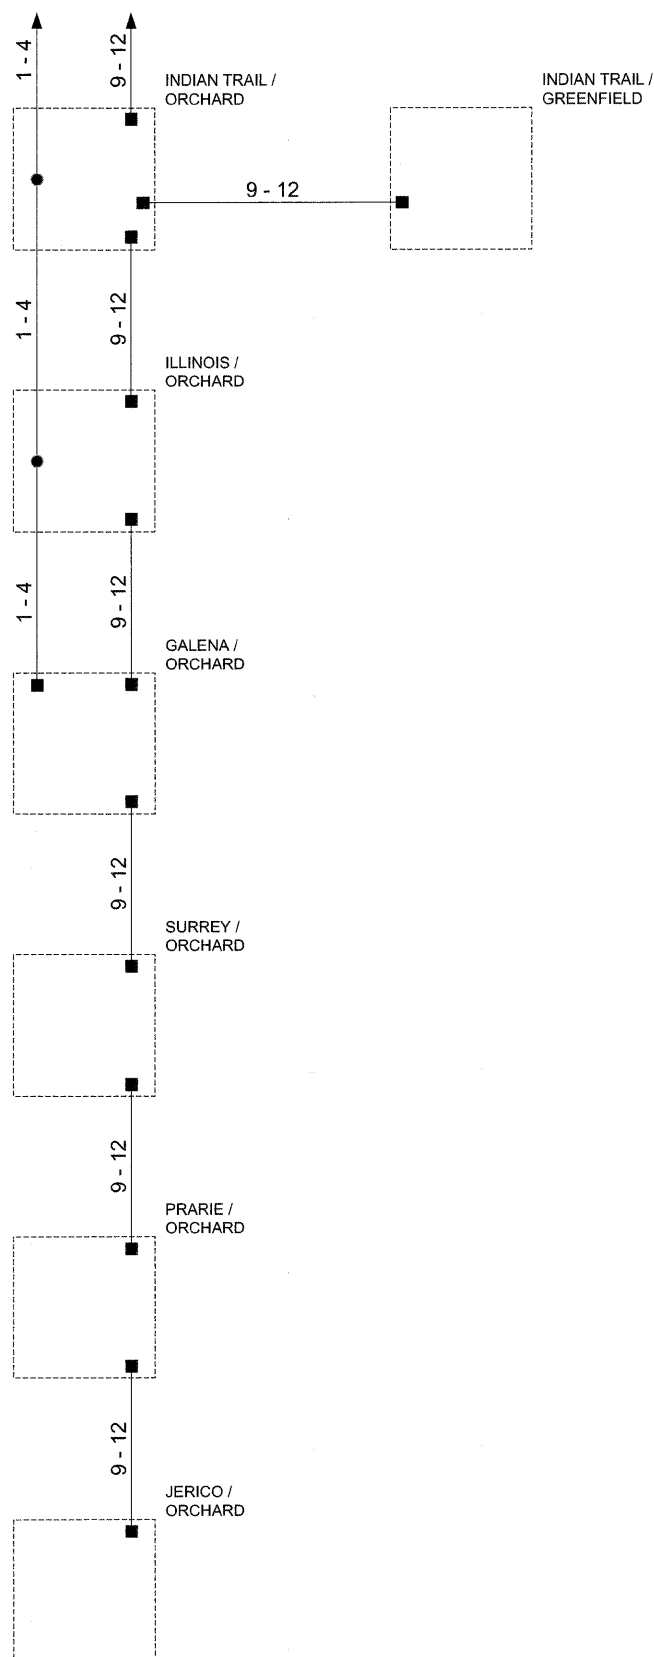 1 - 4
9 - 12
INDIAN TRAIL /
ORCHARD
INDIAN TRAIL /
GREENFIELD
9 - 12
1 - 4
9 - 12
ILLINOIS /
ORCHARD
1 - 4
9 - 12
GALENA /
ORCHARD
9 - 12
SURREY /
ORCHARD
9 - 12
PRARIE /
ORCHARD
9 - 12
JERICO /
ORCHARD